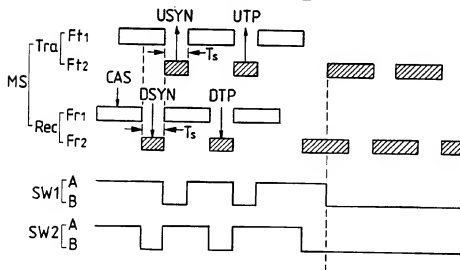 USYN UTP
Tra Ft1
Ts
Ft2
MS
CAS DSYN DTP
Rec Fr1
Ts
Fr2
SW1 A
B
SW2 A
B